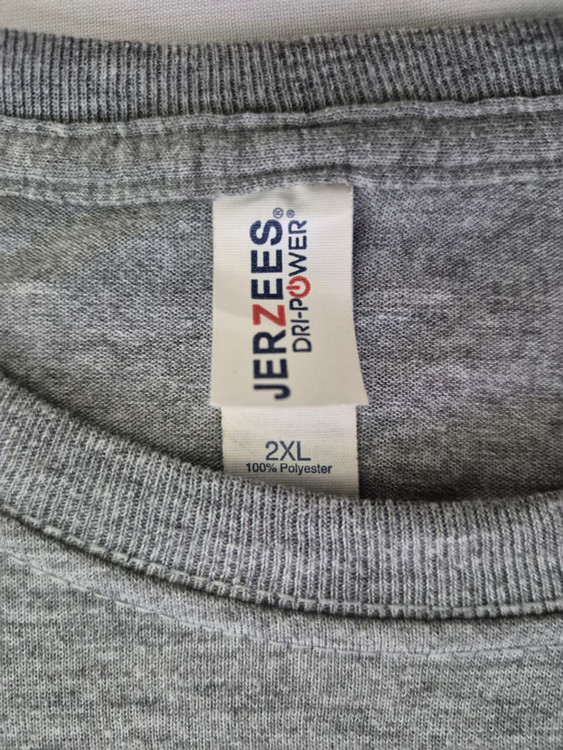 JERZEES®
DRI-POWER®
2XL
100% Polyester